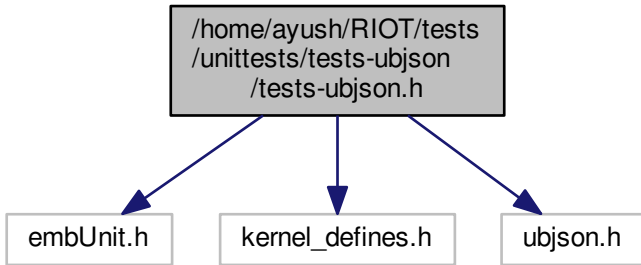 /home/ayush/RIOT/tests
/unittests/tests-ubjson
/tests-ubjson.h
embUnit.h
kernel_defines.h
ubjson.h